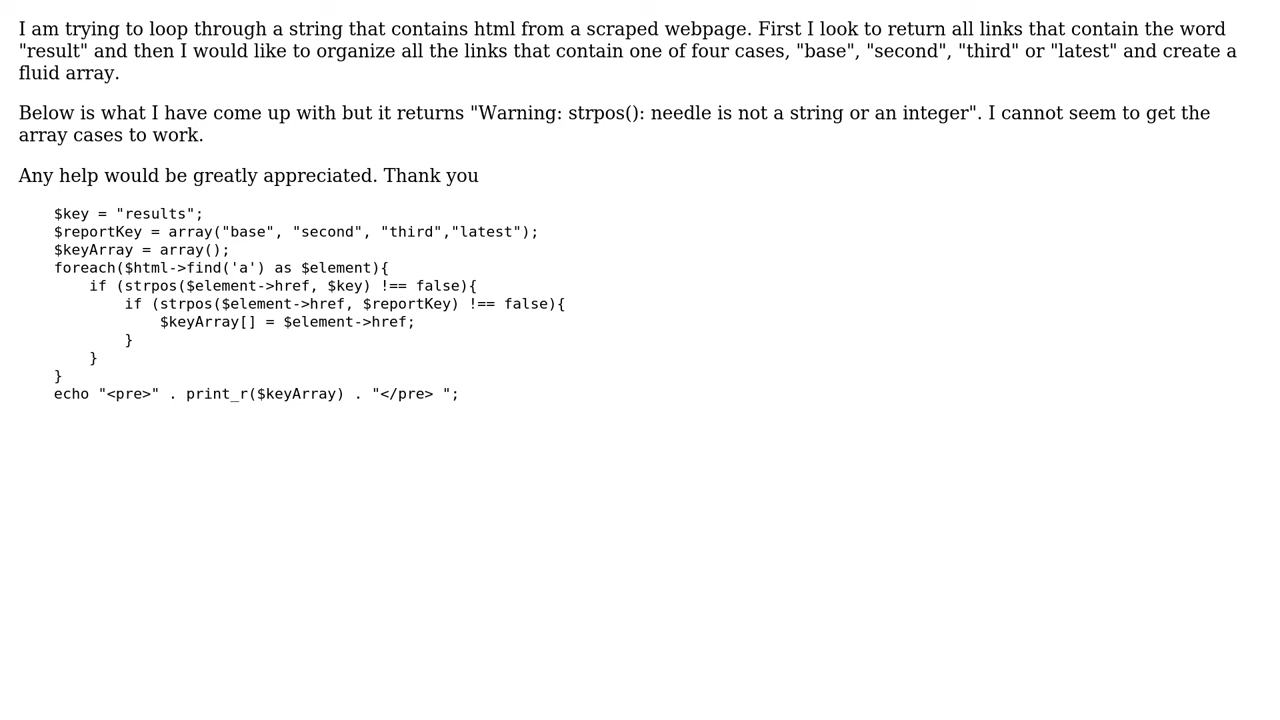 I am trying to loop through a string that contains html from a scraped webpage. First I look to return all links that contain the word
"result" and then I would like to organize all the links that contain one of four cases, "base", "second", "third" or "latest" and create a
fluid array.
Below is what I have come up with but it returns "Warning: strpos(): needle is not a string or an integer". I cannot seem to get the
array cases to work.
Any help would be greatly appreciated. Thank you
    $key = "results";
    $reportKey = array("base", "second", "third","latest");
    $keyArray = array();
    foreach($html->find('a') as $element){
        if (strpos($element->href, $key) !== false){
            if (strpos($element->href, $reportKey) !== false){
                $keyArray[] = $element->href;
            }
        }
    }
    echo "<pre>" . print_r($keyArray) . "</pre> ";